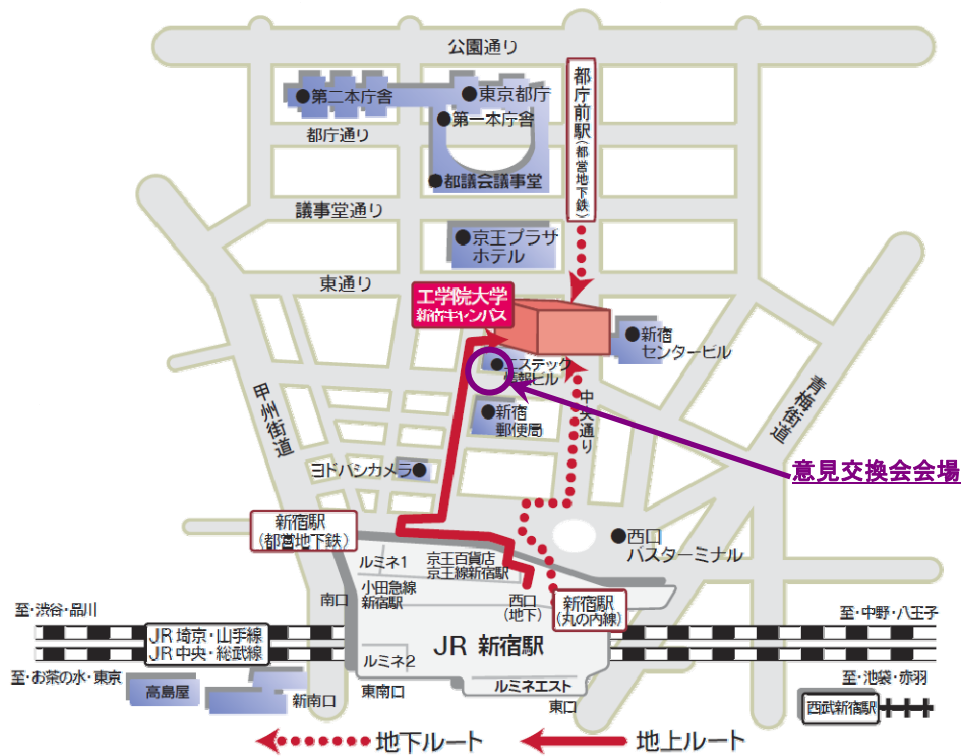 公園通り
都庁前駅(都営地下鉄)
●第二本庁舎
●東京都庁
●第一本庁舎
都庁通り
●都議会議事堂
議事堂通り
●京王プラザ
ホテル
東通り
工学院大学
新宿キャンパス
●新宿
センタービル
●エステック
情報ビル
甲州街道
●新宿
郵便局
中央通り
青梅街道
意見交換会会場
ヨドバシカメラ●
新宿駅
(都営地下鉄)
●西口
バスターミナル
ルミネ1
京王百貨店
京王線新宿駅
小田急線
新宿駅
南口
西口
(地下)
新宿駅
(丸の内線)
至・渋谷・品川
至・中野・八王子
JR 埼京・山手線
JR 中央・総武線
JR 新宿駅
ルミネ2
至・お茶の水・東京
至・池袋・赤羽
高島屋
新南口
東南口
ルミネエスト
東口
西武新宿駅
地下ルート
地上ルート